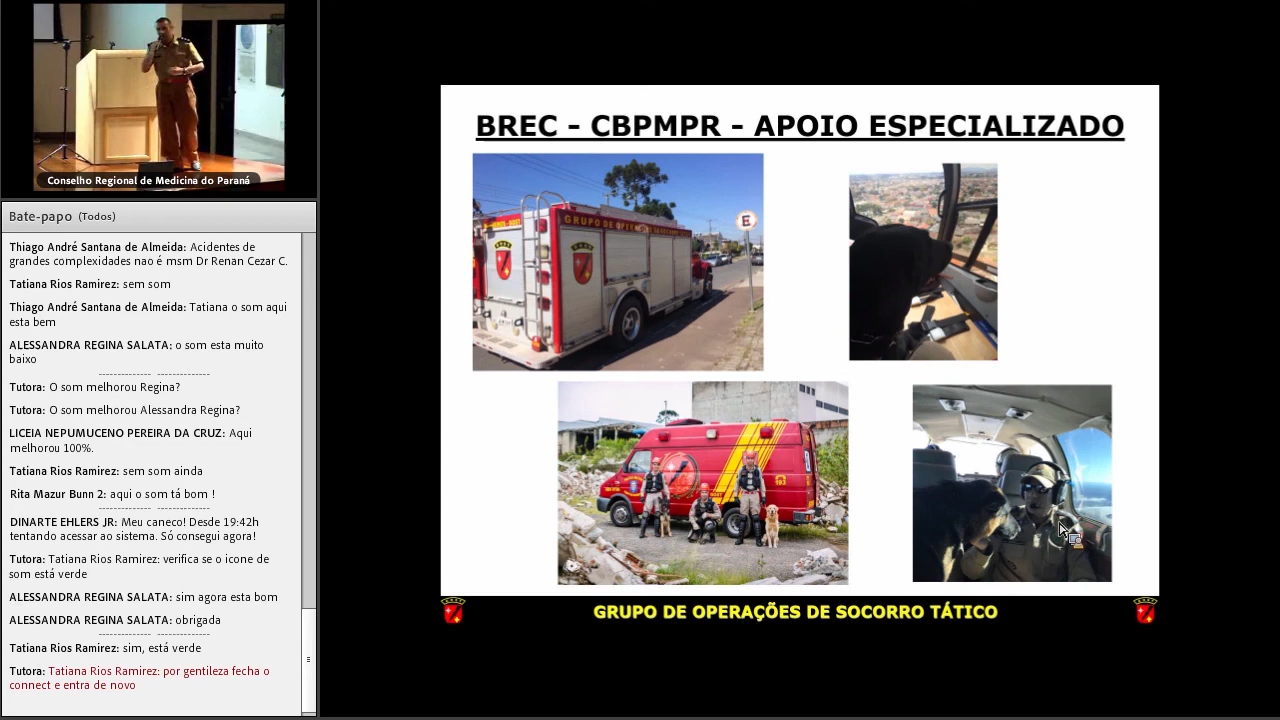 Conselho Regional de Medicina do Paraná
Bate-papo (Todos)
Thiago André Santana de Almeida: Acidentes de
grandes complexidades nao é msm Dr Renan Cezar C.
Tatiana Rios Ramirez: sem som
Thiago André Santana de Almeida: Tatiana o som aqui
esta bem
ALESSANDRA REGINA SALATA: o som esta muito
baixo
-------------- --------------
Tutora: O som melhorou Regina?
Tutora: O som melhorou Alessandra Regina?
LICEIA NEPUMUCENO PEREIRA DA CRUZ: Aqui
melhorou 100%.
Tatiana Rios Ramirez: sem som ainda
Rita Mazur Bunn 2: aqui o som tá bom !
-------------- --------------
DINARTE EHLERS JR: Meu caneco! Desde 19:42h
tentando acessar ao sistema. Só consegui agora!
Tutora: Tatiana Rios Ramirez: verifica se o icone de
som está verde
ALESSANDRA REGINA SALATA: sim agora esta bom
ALESSANDRA REGINA SALATA: obrigada
-------------- --------------
Tatiana Rios Ramirez: sim, está verde
Tutora: Tatiana Rios Ramirez: por gentileza fecha o
connect e entra de novo
BREC - CBPMPR - APOIO ESPECIALIZADO
GRUPO DE
E
193
GRUPO DE OPERAÇÕES DE SOCORRO TÁTICO